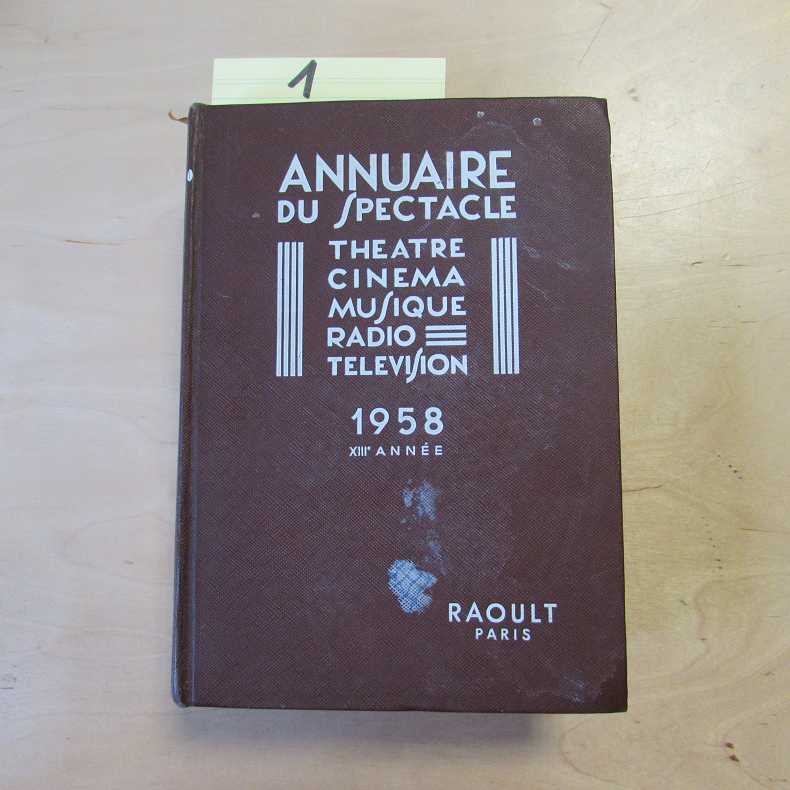 1
ANNUAIRE
DU SPECTACLE
THEATRE
CINEMA
MUSIQUE
RADIO
TELEVISION
1958
XIIIe ANNÉE
RAOULT
PARIS